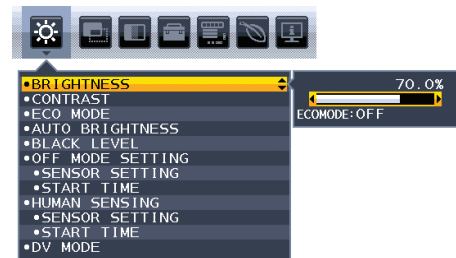 •BRIGHTNESS
70.0%
ECOMODE:OFF
•CONTRAST
•ECO MODE
•AUTO BRIGHTNESS
•BLACK LEVEL
•OFF MODE SETTING
•SENSOR SETTING
•START TIME
•HUMAN SENSING
•SENSOR SETTING
•START TIME
•DV MODE